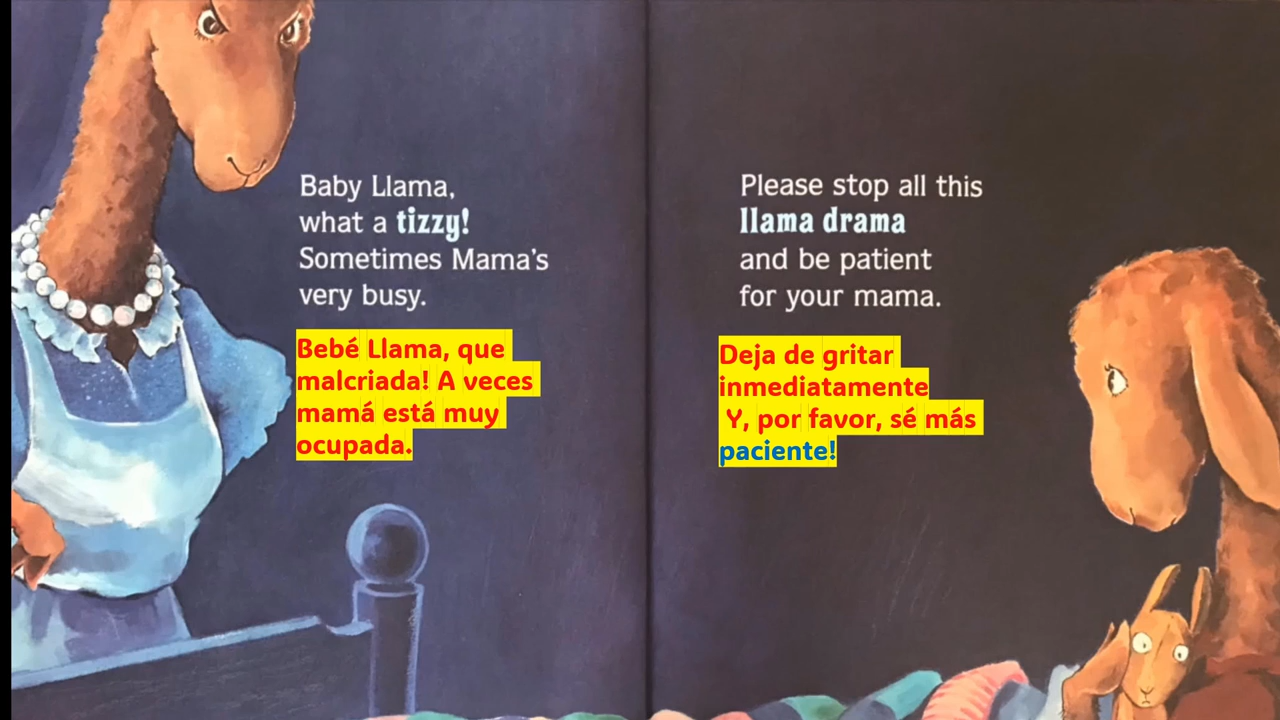 Baby Llama,
what a tizzy!
Sometimes Mama's
very busy.
Bebé Llama, que
malcriada! A veces
mamá está muy
ocupada.
Please stop all this
llama drama
and be patient
for your mama.
Deja de gritar
inmediatamente
Y, por favor, sé más
paciente!